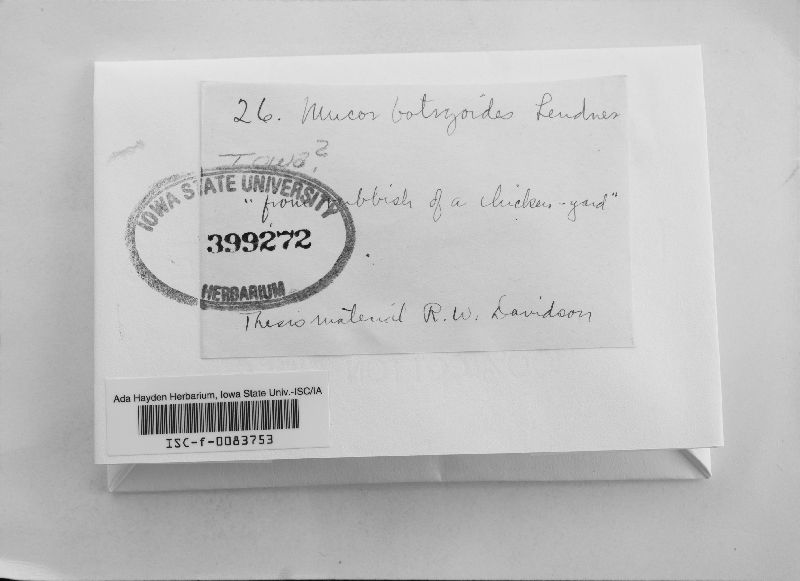 26. Mucor botryoides Lendner
Iowa?
"from rubbish of a chicken-yard"
IOWA STATE UNIVERSITY
399272
HERBARIUM
Thesis material R.W. Davidson
Ada Hayden Herbarium, Iowa State Univ.-ISC/IA
ISC-f-0083753